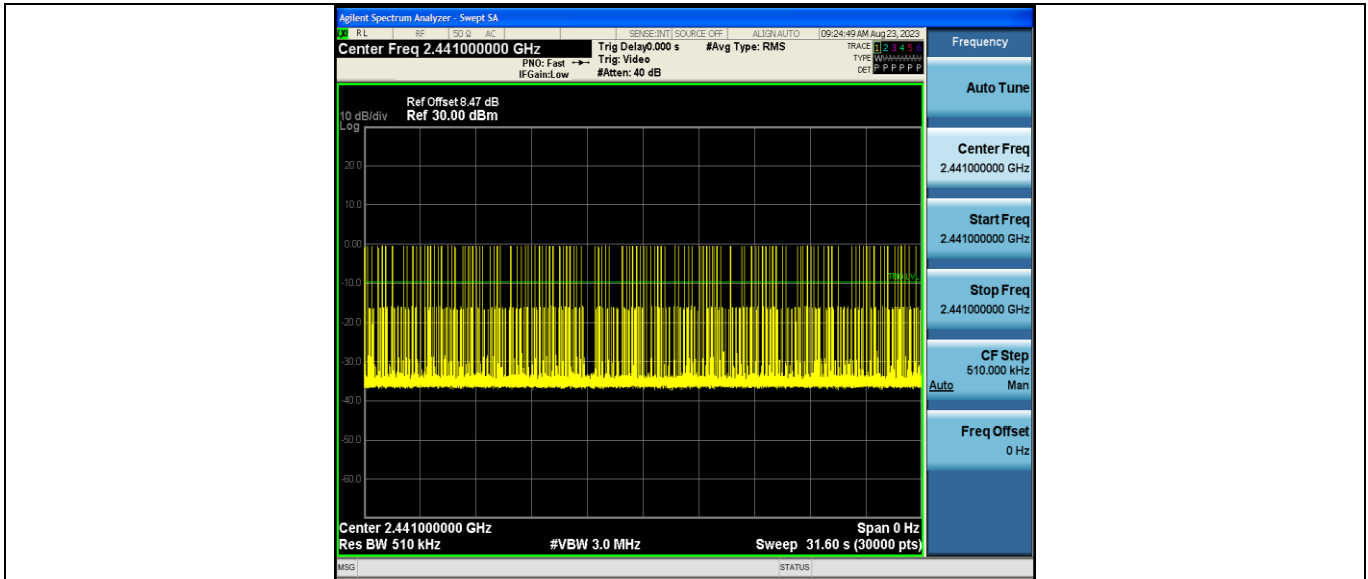 Agilent Spectrum Analyzer - Swept SA
RL RF 50 Ω AC SENSE:INT SOURCE OFF ALIGN AUTO 09:24:49 AM Aug 23, 2023
Center Freq 2.441000000 GHz
Trig Delay0.000 s #Avg Type: RMS
TRACE 1 2 3 4 5 6
PNO: Fast Trig: Video
TYPE
IFGain:Low #Atten: 40 dB
DET P P P P P P
Ref Offset 8.47 dB
10 dB/div Ref 30.00 dBm
Log
20.0
10.0
0.00
-10.0
-20.0
-30.0
-40.0
-50.0
-60.0
Center 2.441000000 GHz Span 0 Hz
Res BW 510 kHz #VBW 3.0 MHz Sweep 31.60 s (30000 pts)
MSG STATUS
Frequency
Auto Tune
Center Freq
2.441000000 GHz
Start Freq
2.441000000 GHz
Stop Freq
2.441000000 GHz
CF Step
510.000 kHz
Auto Man
Freq Offset
0 Hz